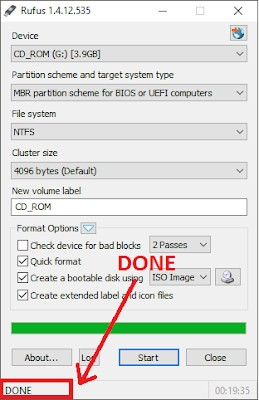 Rufus 1.4.12.535
Device
CD_ROM (G:) [3.9GB]
Partition scheme and target system type
MBR partition scheme for BIOS or UEFI computers
File system
NTFS
Cluster size
4096 bytes (Default)
New volume label
CD_ROM
Format Options
Check device for bad blocks 2 Passes
Quick format
DONE
Create a bootable disk using ISO Image
Create extended label and icon files
About... Log Start Close
DONE 00:19:35